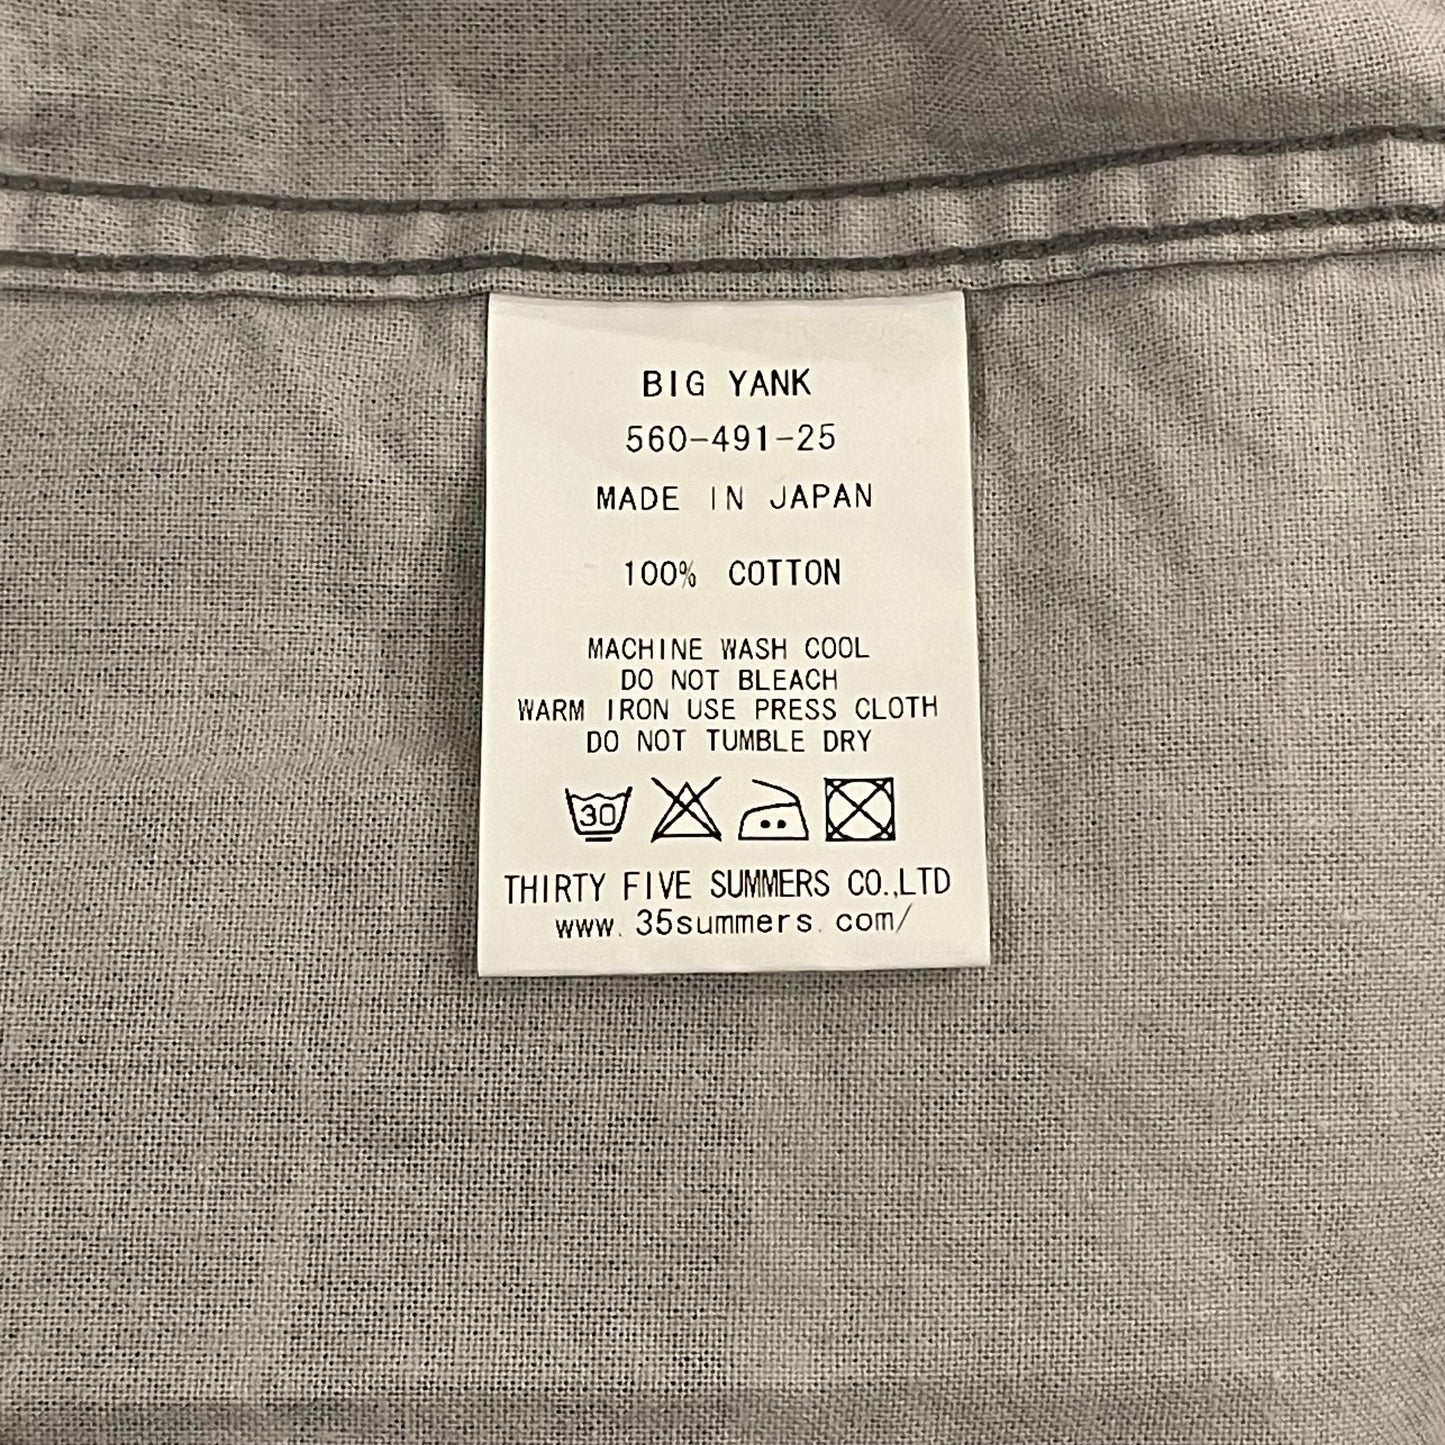 BIG YANK
560-491-25
MADE IN JAPAN
100% COTTON
MACHINE WASH COOL
DO NOT BLEACH
WARM IRON USE PRESS CLOTH
DO NOT TUMBLE DRY
30
THIRTY FIVE SUMMERS CO.,LTD
www.35summers.com/